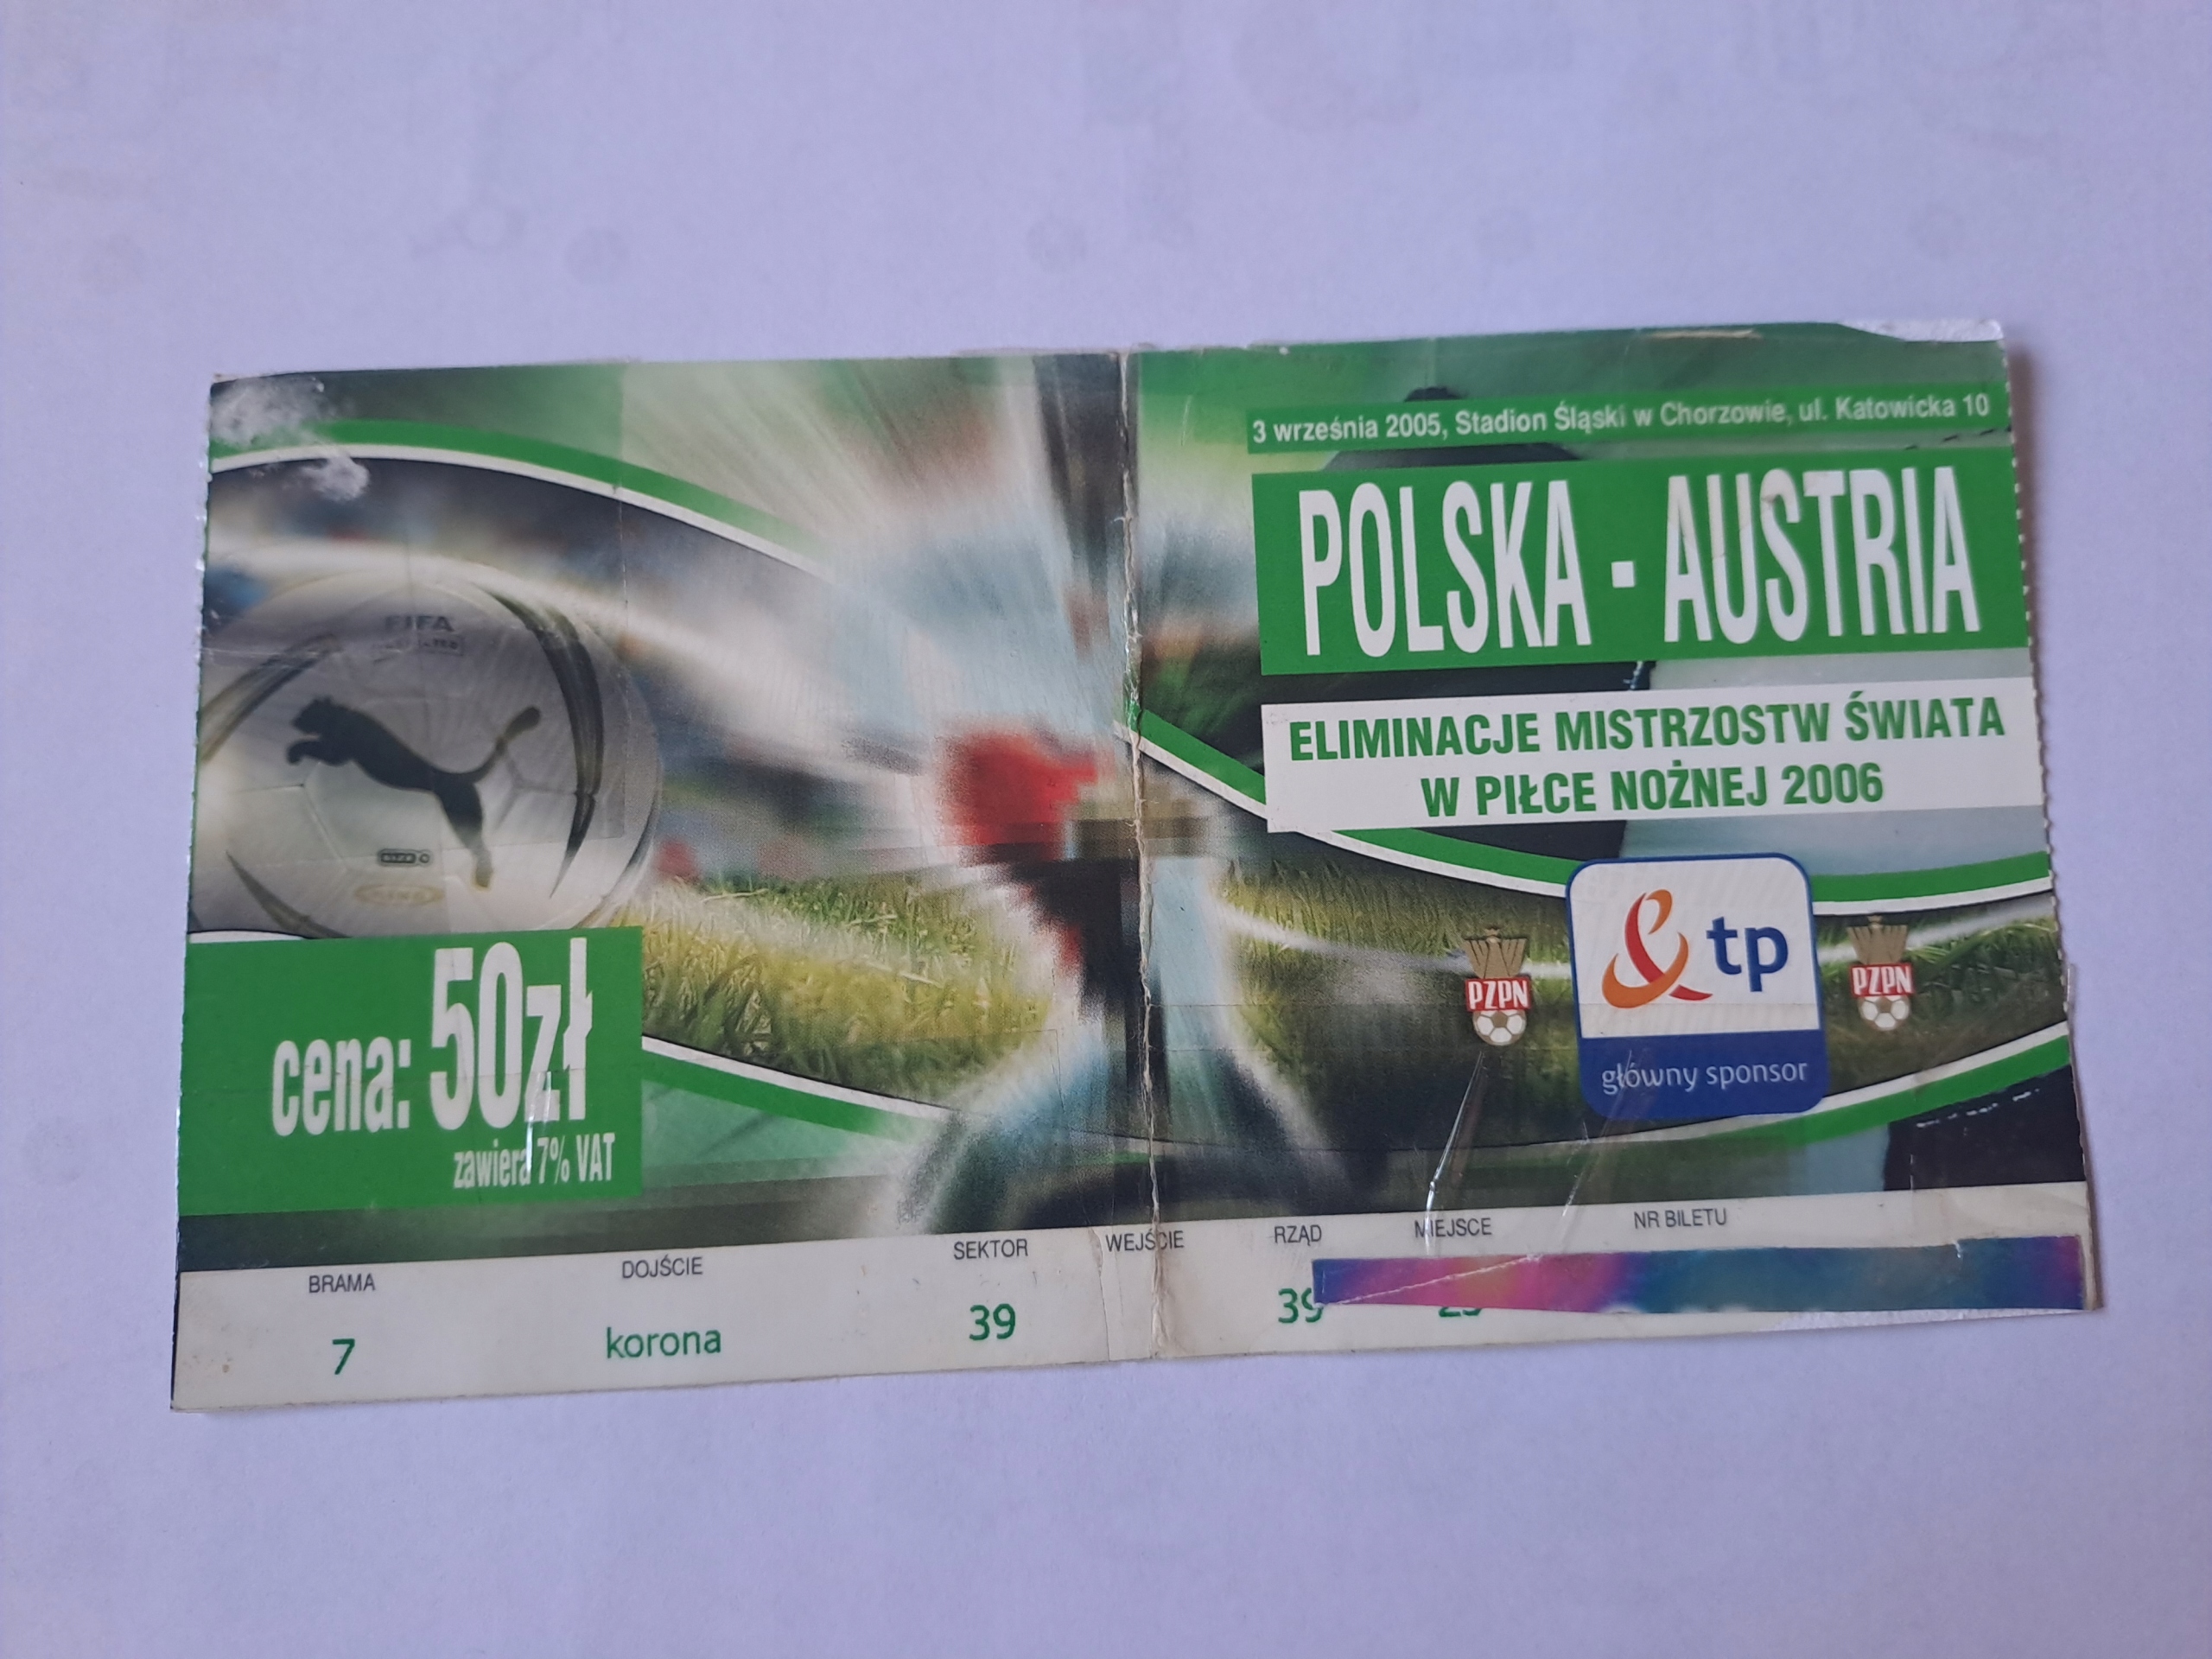 3 września 2005, Stadion Śląski w Chorzowie, ul. Katowicka 10
POLSKA - AUSTRIA
ELIMINACJE MISTRZOSTW ŚWIATA
W PIŁCE NOŻNEJ 2006
FIFA
cena: 50zł
zawiera 7% VAT
PZPN
tp
główny sponsor
PZPN
BRAMA DOJŚCIE SEKTOR WEJŚCIE RZĄD MIEJSCE NR BILETU
7 korona 39 39